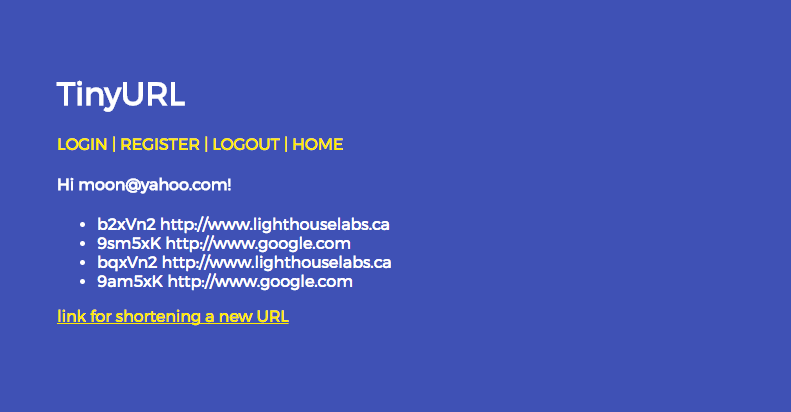 TinyURL
LOGIN | REGISTER | LOGOUT | HOME
Hi moon@yahoo.com!
• b2xVn2 http://www.lighthouselabs.ca
• 9sm5xK http://www.google.com
• bqxVn2 http://www.lighthouselabs.ca
• 9am5xK http://www.google.com
link for shortening a new URL